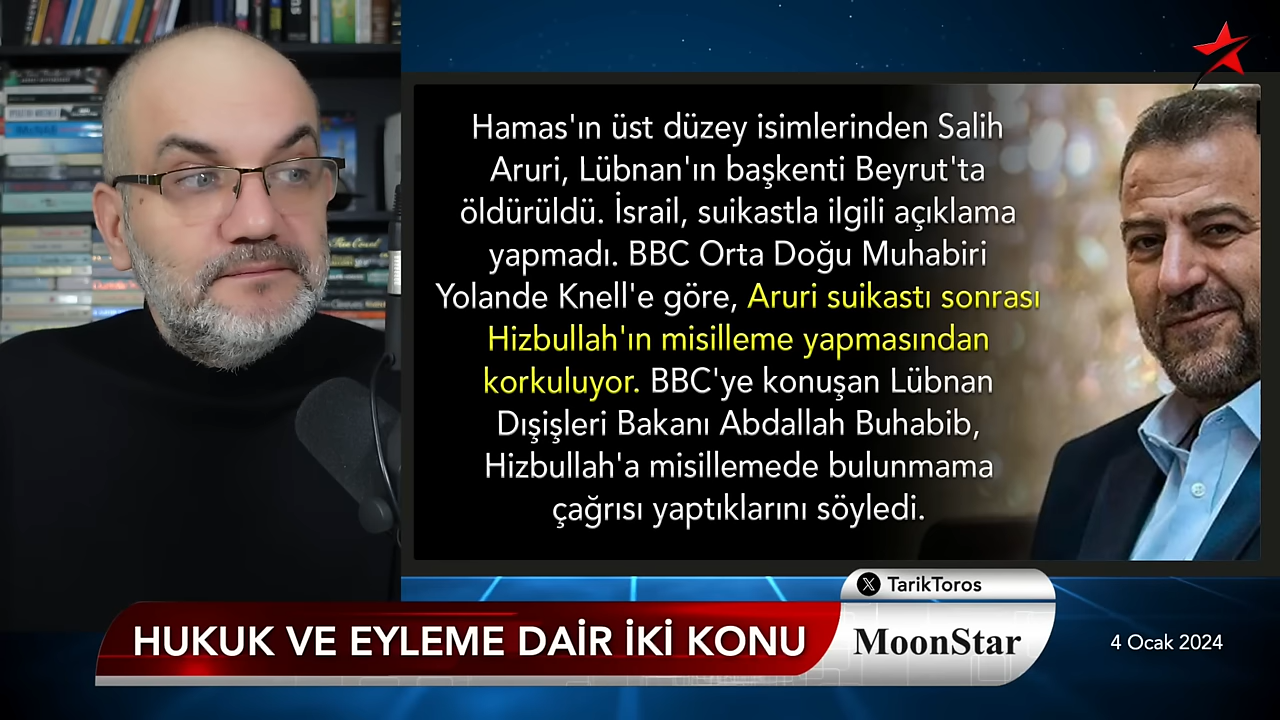 Hamas'ın üst düzey isimlerinden Salih
Aruri, Lübnan'ın başkenti Beyrut'ta
öldürüldü. İsrail, suikastla ilgili açıklama
yapmadı. BBC Orta Doğu Muhabiri
Yolande Knell'e göre, Aruri suikastı sonrası
Hizbullah'ın misilleme yapmasından
korkuluyor. BBC'ye konuşan Lübnan
Dışişleri Bakanı Abdallah Buhabib,
Hizbullah'a misillemede bulunmama
çağrısı yaptıklarını söyledi.
TarikToros
HUKUK VE EYLEME DAİR İKİ KONU
MoonStar
4 Ocak 2024